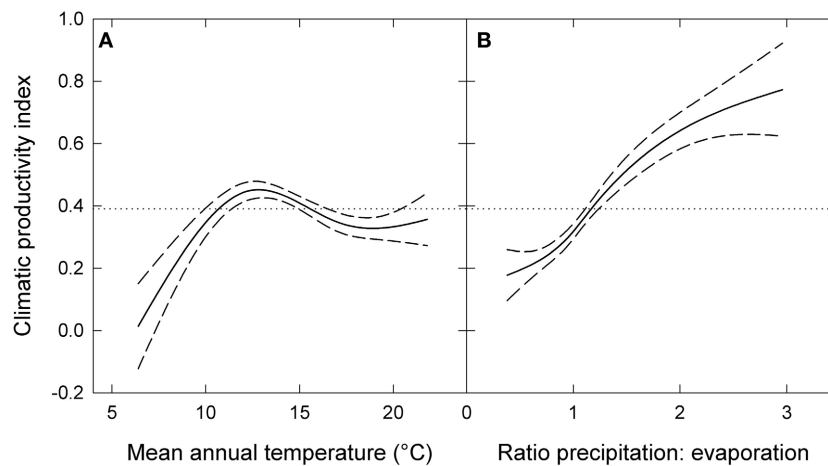 A
B
1.0
0.8
0.6
0.4
0.2
0.0
-0.2
Climatic productivity index
5 10 15 20 0 1 2 3
Mean annual temperature (°C)
Ratio precipitation: evaporation